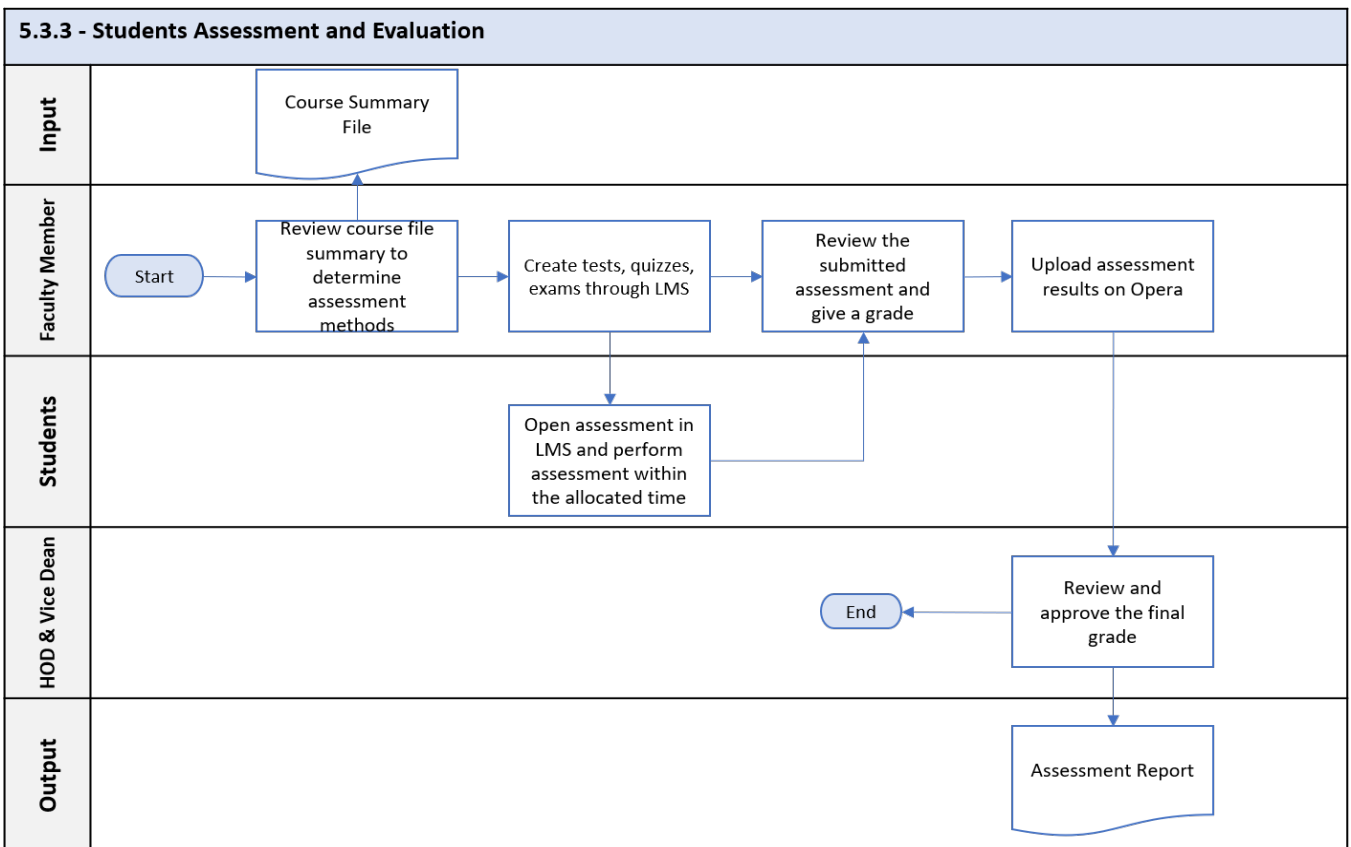 5.3.3 - Students Assessment and Evaluation
Input
Course Summary
File
Faculty Member
Start
Review course file
summary to
determine
assessment
methods
Create tests, quizzes,
exams through LMS
Review the
submitted
assessment and
give a grade
Upload assessment
results on Opera
Students
Open assessment in
LMS and perform
assessment within
the allocated time
HOD & Vice Dean
End
Review and
approve the final
grade
Output
Assessment Report